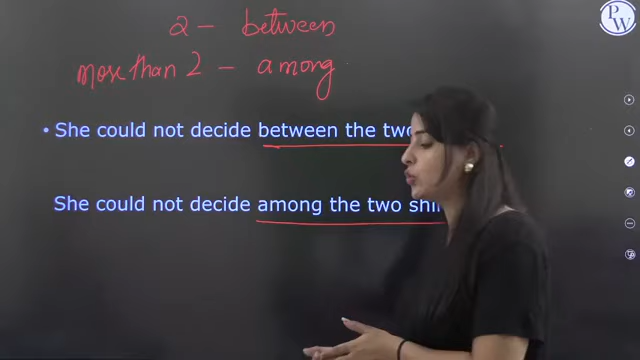 2 - between
more than 2 - among
• She could not decide between the two
She could not decide among the two
PW